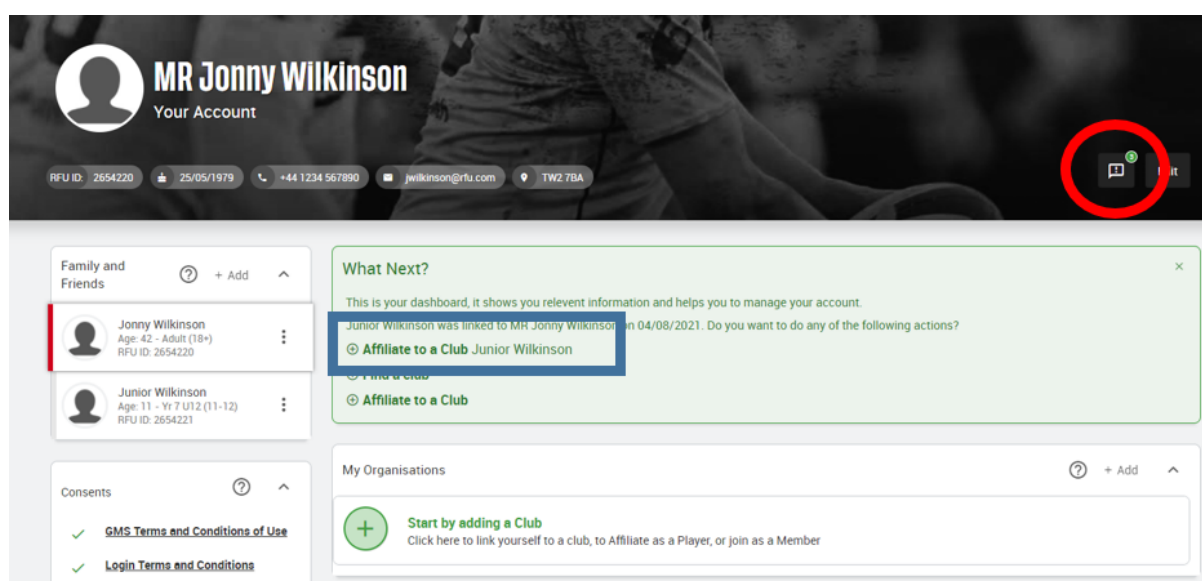 MR Jonny Wilkinson
Your Account
RFU ID: 2654220 25/05/1979 +44 1234 567890 jwilkinson@rfu.com TW2 7BA
3
Family and
Friends
+ Add
Jonny Wilkinson
Age: 42 - Adult (18+)
RFU ID: 2654220
Junior Wilkinson
Age: 11 - Yr 7 U12 (11-12)
RFU ID: 2654221
Consents
GMS Terms and Conditions of Use
Login Terms and Conditions
What Next?
This is your dashboard, it shows you relevent information and helps you to manage your account.
Junior Wilkinson was linked to MR Jonny Wilkinson on 04/08/2021. Do you want to do any of the following actions?
Affiliate to a Club Junior Wilkinson
Find a club
Affiliate to a Club
My Organisations
+ Add
Start by adding a Club
Click here to link yourself to a club, to Affiliate as a Player, or join as a Member